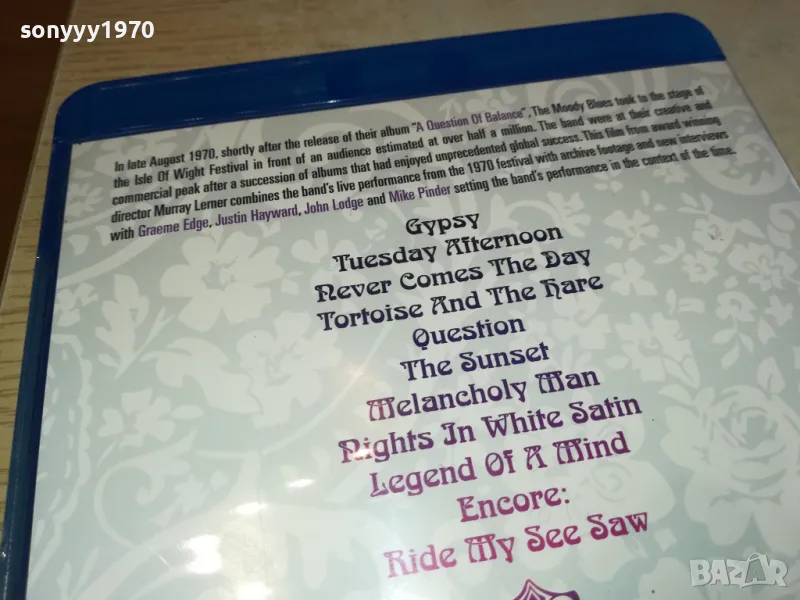 sonyyy1970
In late August 1970, shortly after the release of their album "A Question Of Balance", The Moody Blues took to the stage of
the Isle Of Wight Festival in front of an audience estimated at over half a million. The band were at their creative and
commercial peak after a succession of albums that had enjoyed unprecedented global success. This film from award winning
director Murray Lerner combines the band's live performance from the 1970 festival with archive footage and new interviews
with Graeme Edge, Justin Hayward, John Lodge and Mike Pinder setting the band's performance in the context of the time.
Gypsy
Tuesday Afternoon
Never Comes The Day
Tortoise And The Hare
Question
The Sunset
Melancholy Man
Nights In White Satin
Legend Of A Mind
Encore:
Ride My See Saw
BAZAR